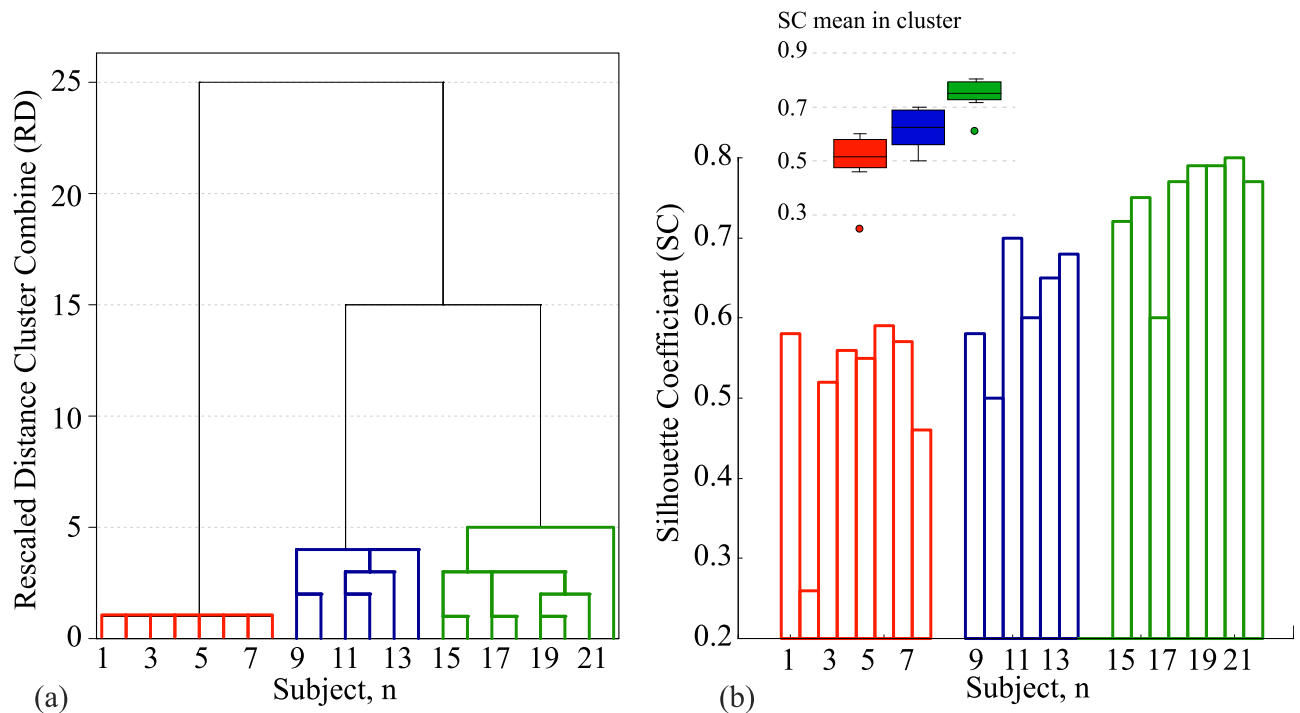 Rescaled Distance Cluster Combine (RD)
25
20
15
10
5
0
1 3 5 7 9 11 13 15 17 19 21
Subject, n
(a)
SC mean in cluster
0.9
0.7
0.5
0.3
Silhouette Coefficient (SC)
0.8
0.7
0.6
0.5
0.4
0.3
0.2
1 3 5 7 9 11 13 15 17 19 21
Subject, n
(b)